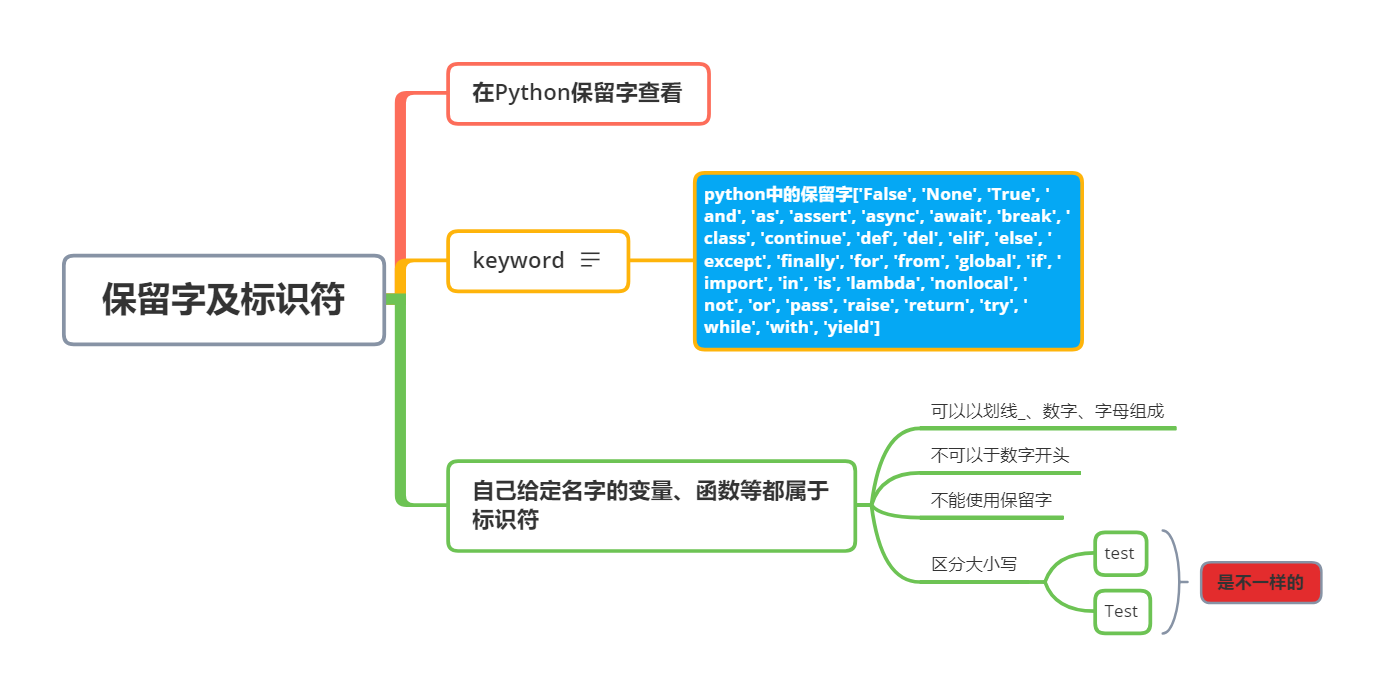 在Python保留字查看
python中的保留字['False', 'None', 'True', '
and', 'as', 'assert', 'async', 'await', 'break', '
class', 'continue', 'def', 'del', 'elif', 'else', '
except', 'finally', 'for', 'from', 'global', 'if', '
import', 'in', 'is', 'lambda', 'nonlocal', '
not', 'or', 'pass', 'raise', 'return', 'try', '
while', 'with', 'yield']
keyword
保留字及标识符
自己给定名字的变量、函数等都属于
标识符
可以以划线_、数字、字母组成
不可以于数字开头
不能使用保留字
区分大小写
test
Test
是不一样的